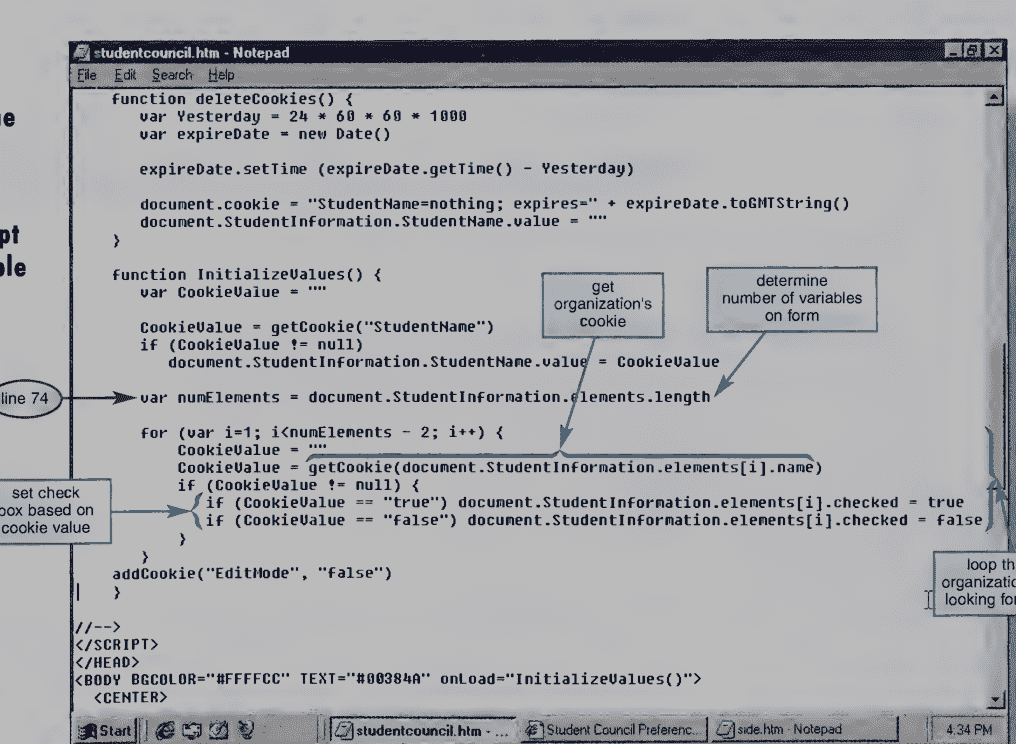 studentcouncil.htm - Notepad
File Edit Search Help
function deleteCookies() {
var Yesterday = 24 * 60 * 60 * 1000
var expireDate = new Date()
expireDate.setTime (expireDate.getTime() - Yesterday)
document.cookie = "StudentName=nothing; expires=" + expireDate.toGMTString()
document.StudentInformation.StudentName.value = ""
}
function InitializeValues() {
var CookieValue = ""
CookieValue = getCookie("StudentName")
if (CookieValue != null)
document.StudentInformation.StudentName.value = CookieValue
get
organization's
cookie
determine
number of variables
on form
line 74
var numElements = document.StudentInformation.elements.length
for (var i=1; i<numElements - 2; i++) {
CookieValue = ""
CookieValue = getCookie(document.StudentInformation.elements[i].name)
if (CookieValue != null) {
if (CookieValue == "true") document.StudentInformation.elements[i].checked = true
if (CookieValue == "false") document.StudentInformation.elements[i].checked = false
}
}
set check
box based on
cookie value
addCookie("EditMode", "false")
}
loop
looking
//-->
</SCRIPT>
</HEAD>
<BODY BGCOLOR="#FFFFCC" TEXT="#00384A" onLoad="InitializeValues()">
<CENTER>
Start studentcouncil.htm - ... Student Council Preferenc... side.htm - Notepad 4:34 PM